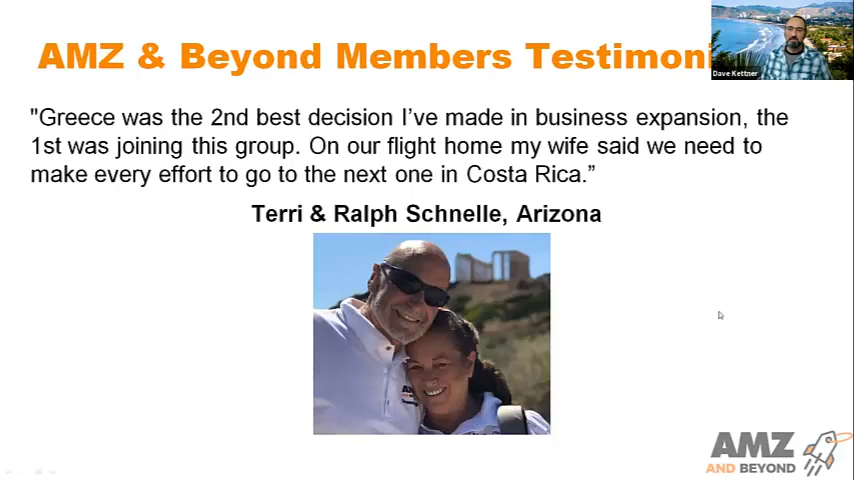 AMZ & Beyond Members Testimoni
Dave Kettner
"Greece was the 2nd best decision I’ve made in business expansion, the
1st was joining this group. On our flight home my wife said we need to
make every effort to go to the next one in Costa Rica.”
Terri & Ralph Schnelle, Arizona
AMZ
AND BEYOND